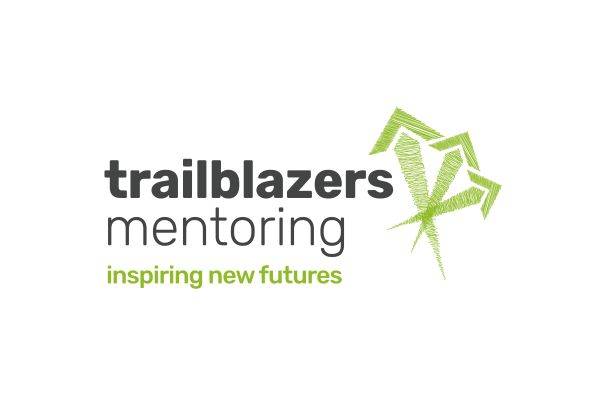 trailblazers
mentoring
inspiring new futures